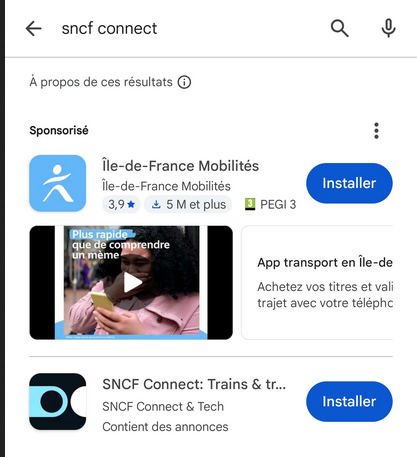 sncf connect
À propos de ces résultats
Sponsorisé
Île-de-France Mobilités
Île-de-France Mobilités
Installer
3,9 ★ 5 M et plus 3 PEGI 3
Plus rapide
que de comprendre
un mème
App transport en Île-de
Achetez vos titres et vali
trajet avec votre télépho
SNCF Connect: Trains & tr...
SNCF Connect & Tech
Contient des annonces
Installer